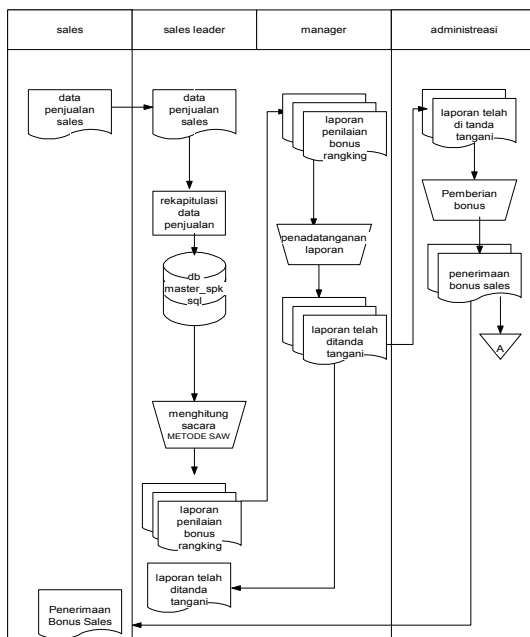 sales
sales leader
manager
administreasi
data
penjualan
sales
data
penjualan
sales
rekapitulasi
data
penjualan
db
master_spk
sql
menghitung
sacara
METODE SAW
laporan
penilaian
bonus
rangking
laporan telah
ditanda
tangani
laporan
penilaian
bonus
rangking
penadatanganan
laporan
laporan telah
ditanda
tangani
laporan telah
di tanda
tangani
Pemberian
bonus
penerimaan
bonus sales
A
Penerimaan
Bonus Sales